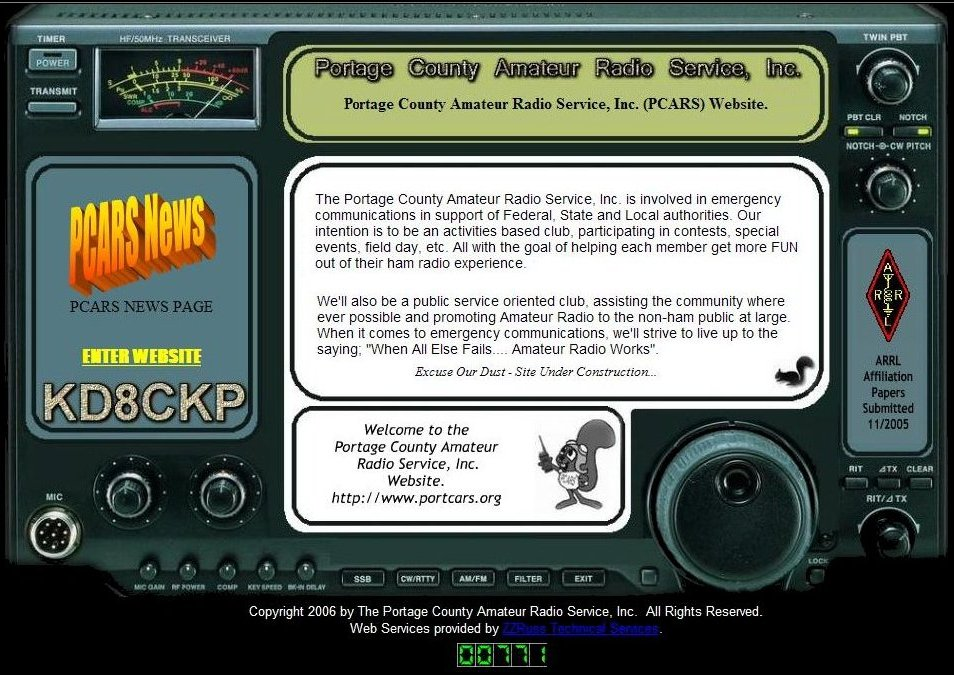 TIMER
POWER
TRANSMIT
HF/50MHz TRANSCEIVER
Portage County Amateur Radio Service, Inc.
Portage County Amateur Radio Service, Inc. (PCARS) Website.
TWIN PBT
PBT CLR NOTCH
NOTCH CW PITCH
PCARS News
PCARS NEWS PAGE
ENTER WEBSITE
KD8CKP
The Portage County Amateur Radio Service, Inc. is involved in emergency
communications in support of Federal, State and Local authorities. Our
intention is to be an activities based club, participating in contests, special
events, field day, etc. All with the goal of helping each member get more FUN
out of their ham radio experience.
We'll also be a public service oriented club, assisting the community where
ever possible and promoting Amateur Radio to the non-ham public at large.
When it comes to emergency communications, we'll strive to live up to the
saying; "When All Else Fails.... Amateur Radio Works".
Excuse Our Dust - Site Under Construction...
Welcome to the
Portage County Amateur
Radio Service, Inc.
Website.
http://www.portcars.org
PCARS
A
R R
L
ARRL
Affiliation
Papers
Submitted
11/2005
RIT ⊿TX CLEAR
RIT/⊿TX
LOCK
MIC
MIC GAIN RF POWER COMP KEY SPEED BK-IN DELAY
SSB CW/RTTY AM/FM FILTER EXIT
Copyright 2006 by The Portage County Amateur Radio Service, Inc. All Rights Reserved.
Web Services provided by ZZRuss Technical Services.
00771